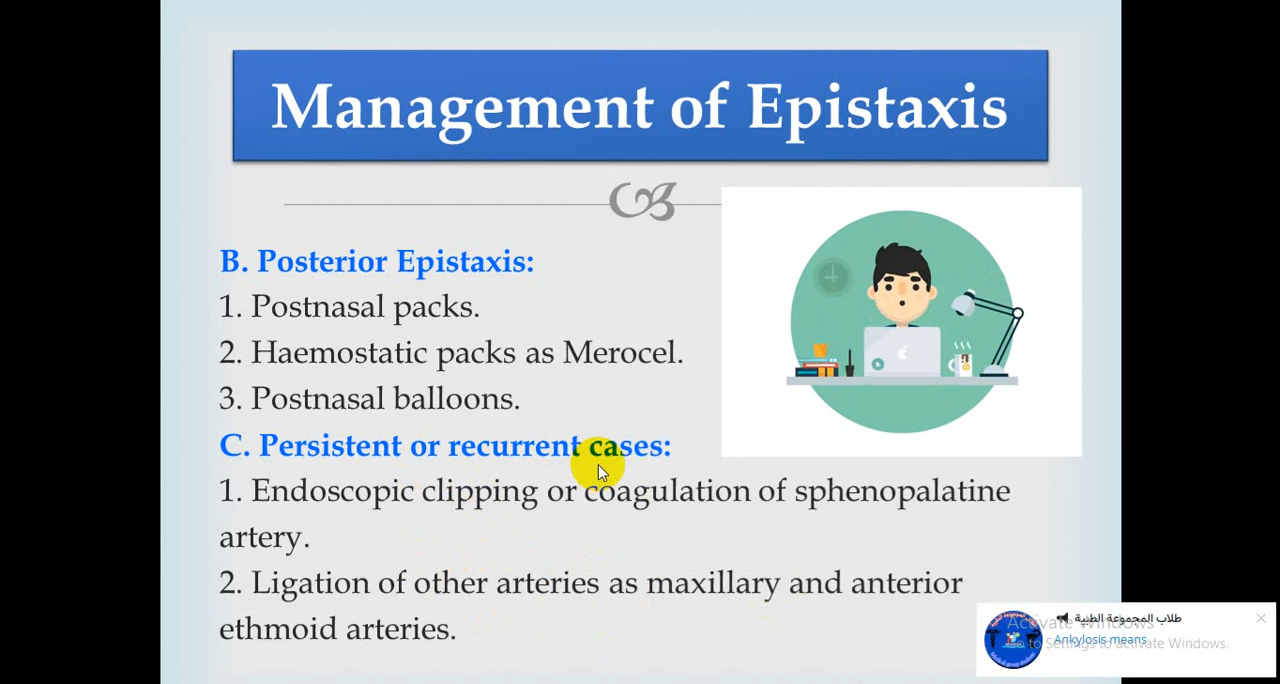 Management of Epistaxis
B. Posterior Epistaxis:
1. Postnasal packs.
2. Haemostatic packs as Merocel.
3. Postnasal balloons.
C. Persistent or recurrent cases:
1. Endoscopic clipping or coagulation of sphenopalatine
artery.
2. Ligation of other arteries as maxillary and anterior
ethmoid arteries.
طلاب المجموعة الطبية
Activate Windows
Ankylosis means
to Settings to activate Windows.